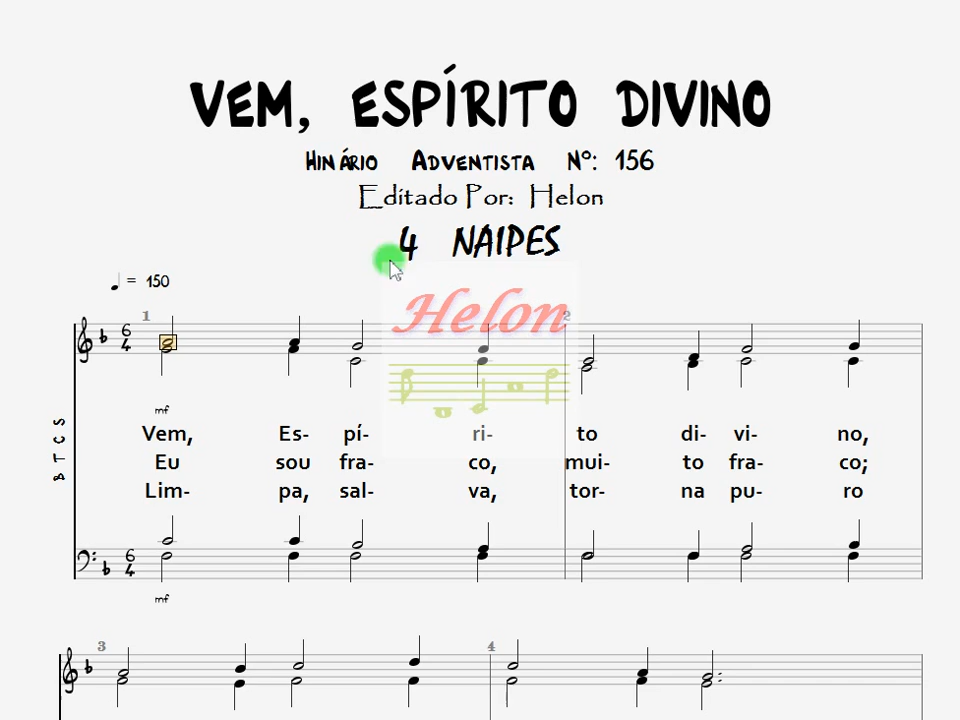 VEM, ESPÍRITO DIVINO
HINÁRIO ADVENTISTA Nº: 156
Editado Por: Helon
4 NAIPES
= 150
Helon
1
2
6
4
mf
B T C S
Vem, Es- pí- ri- to di- vi- no,
Eu sou fra- co, mui- to fra- co;
Lim- pa, sal- va, tor- na pu- ro
6
4
mf
3
4